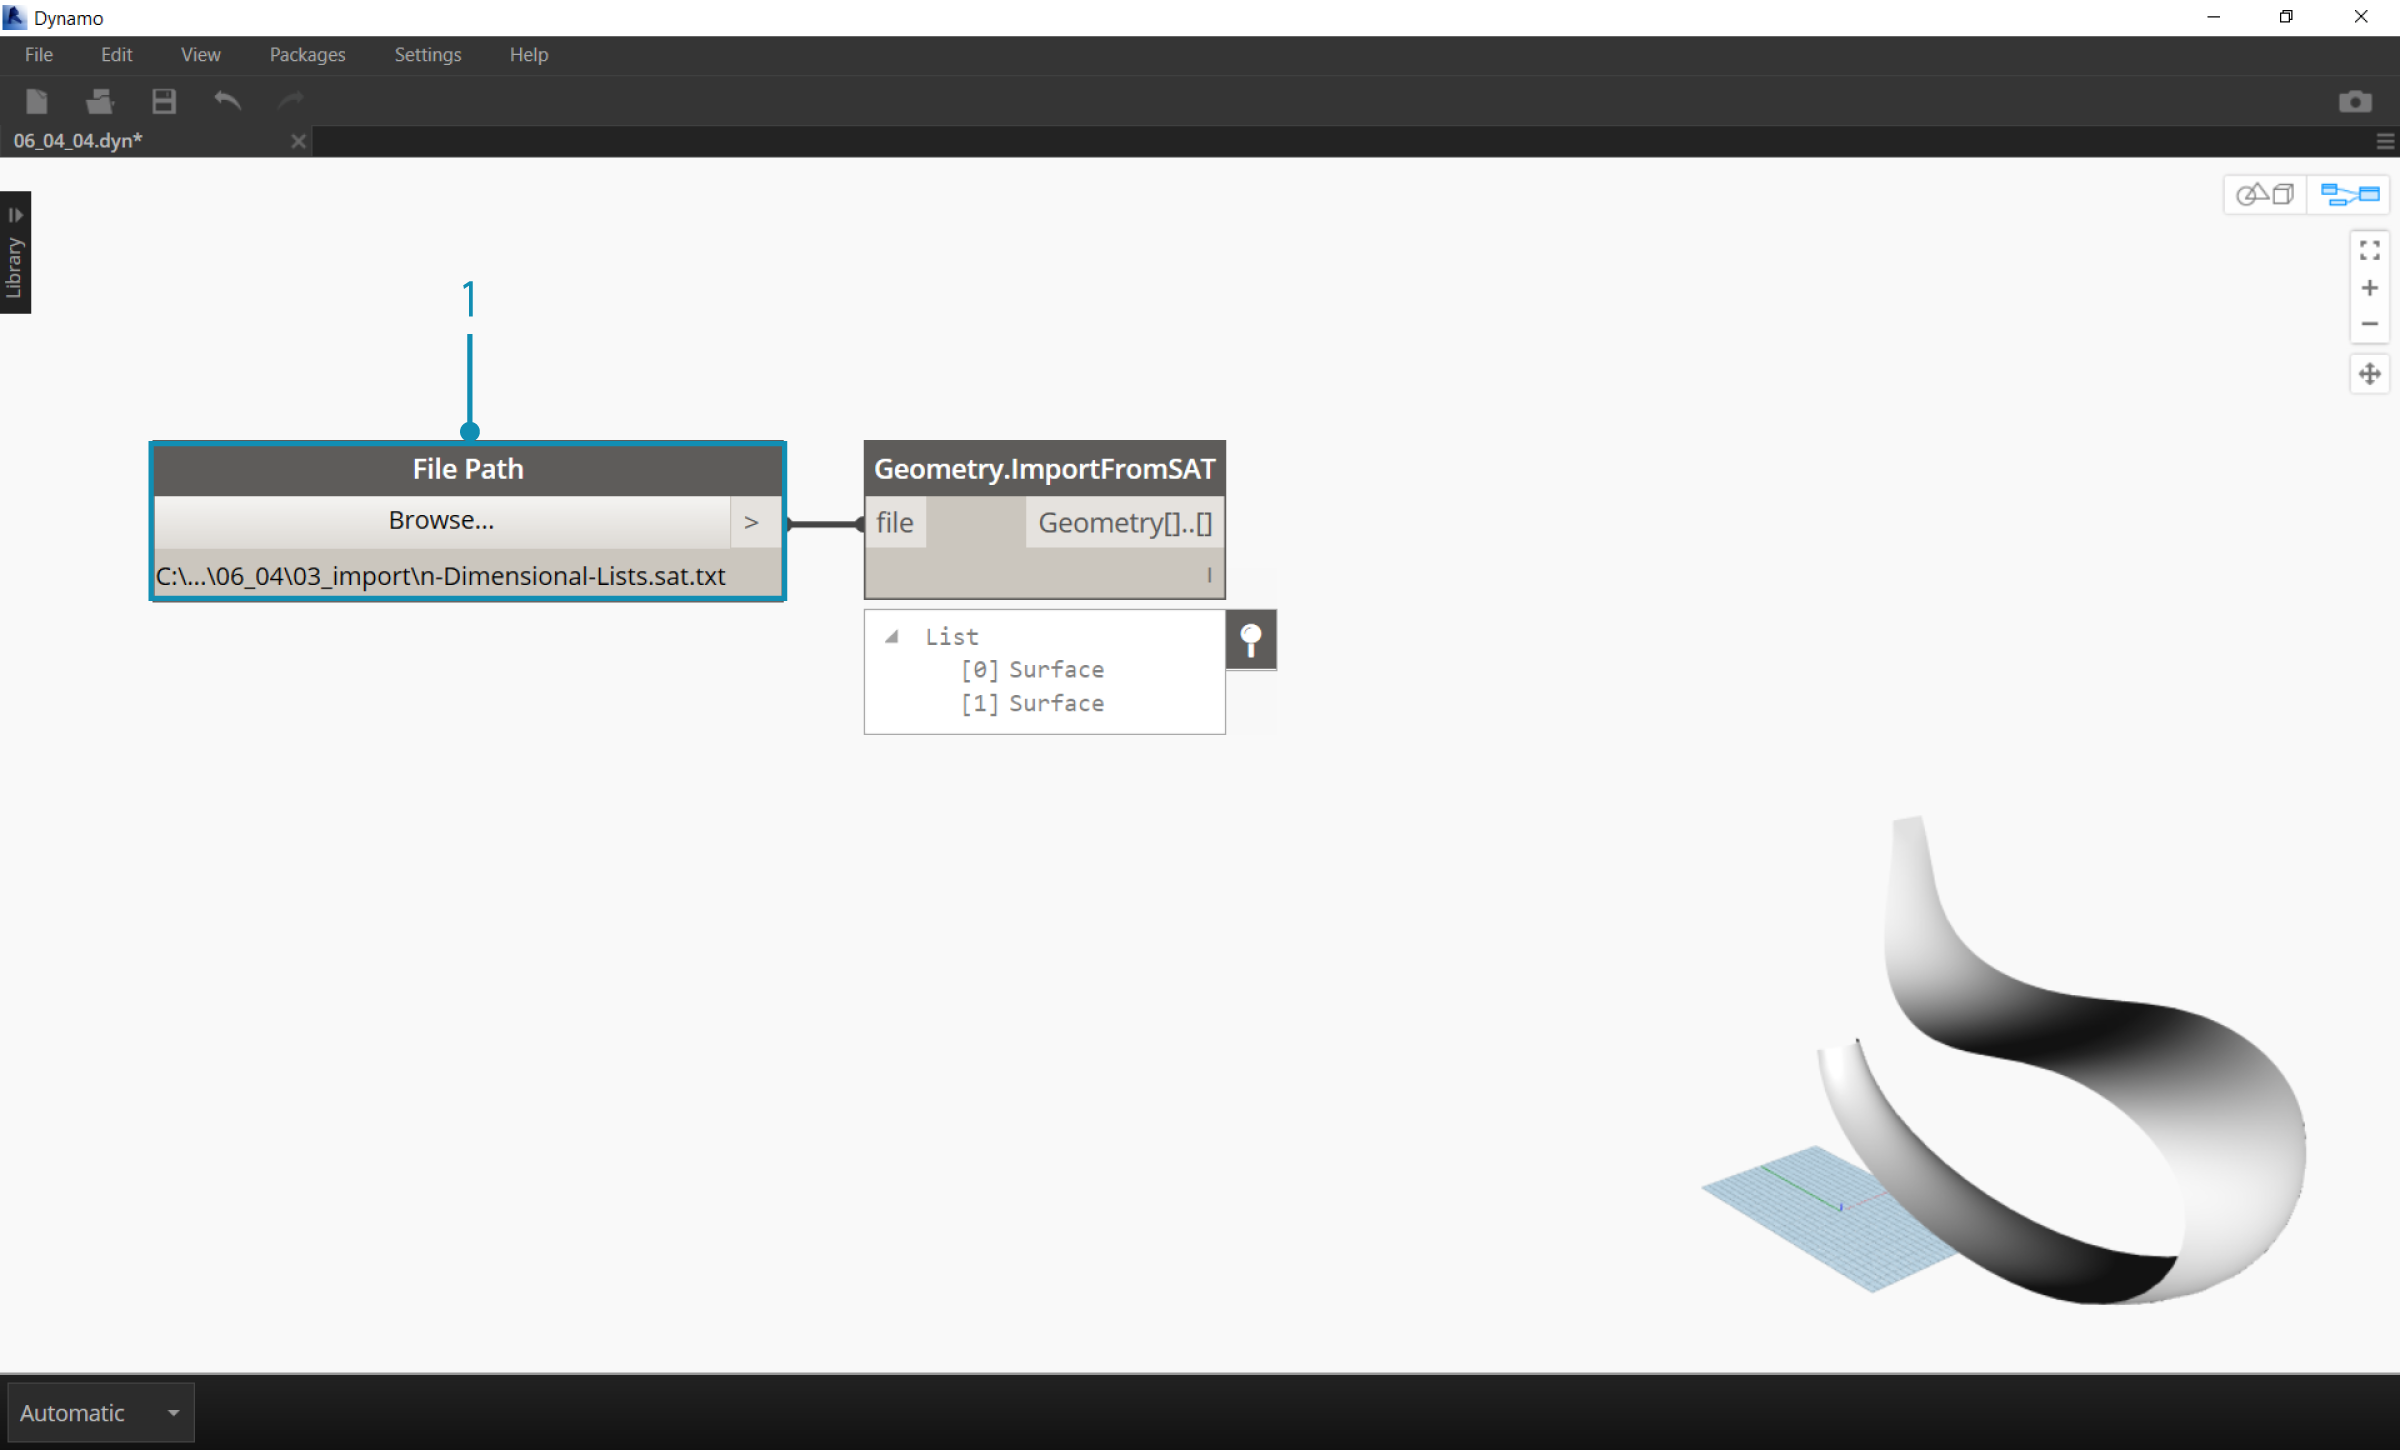 Dynamo
File Edit View Packages Settings Help
06_04_04.dyn*
Library
1
File Path
Browse...
>
C:\...\06_04\03_import\n-Dimensional-Lists.sat.txt
Geometry.ImportFromSAT
file
Geometry[]..[]
l
List
[0] Surface
[1] Surface
Automatic